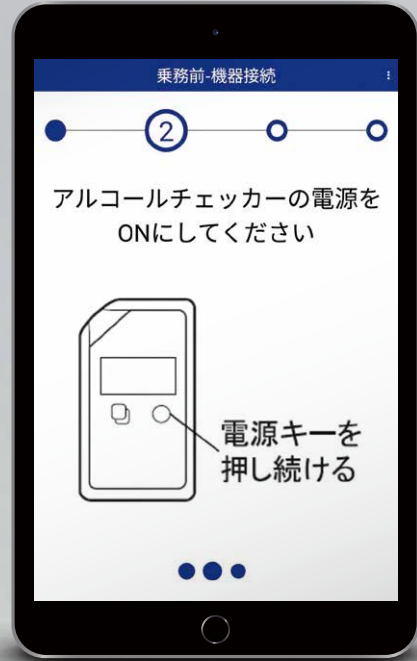 乗務前-機器接続
2
アルコールチェッカーの電源を
ONにしてください
電源キーを
押し続ける